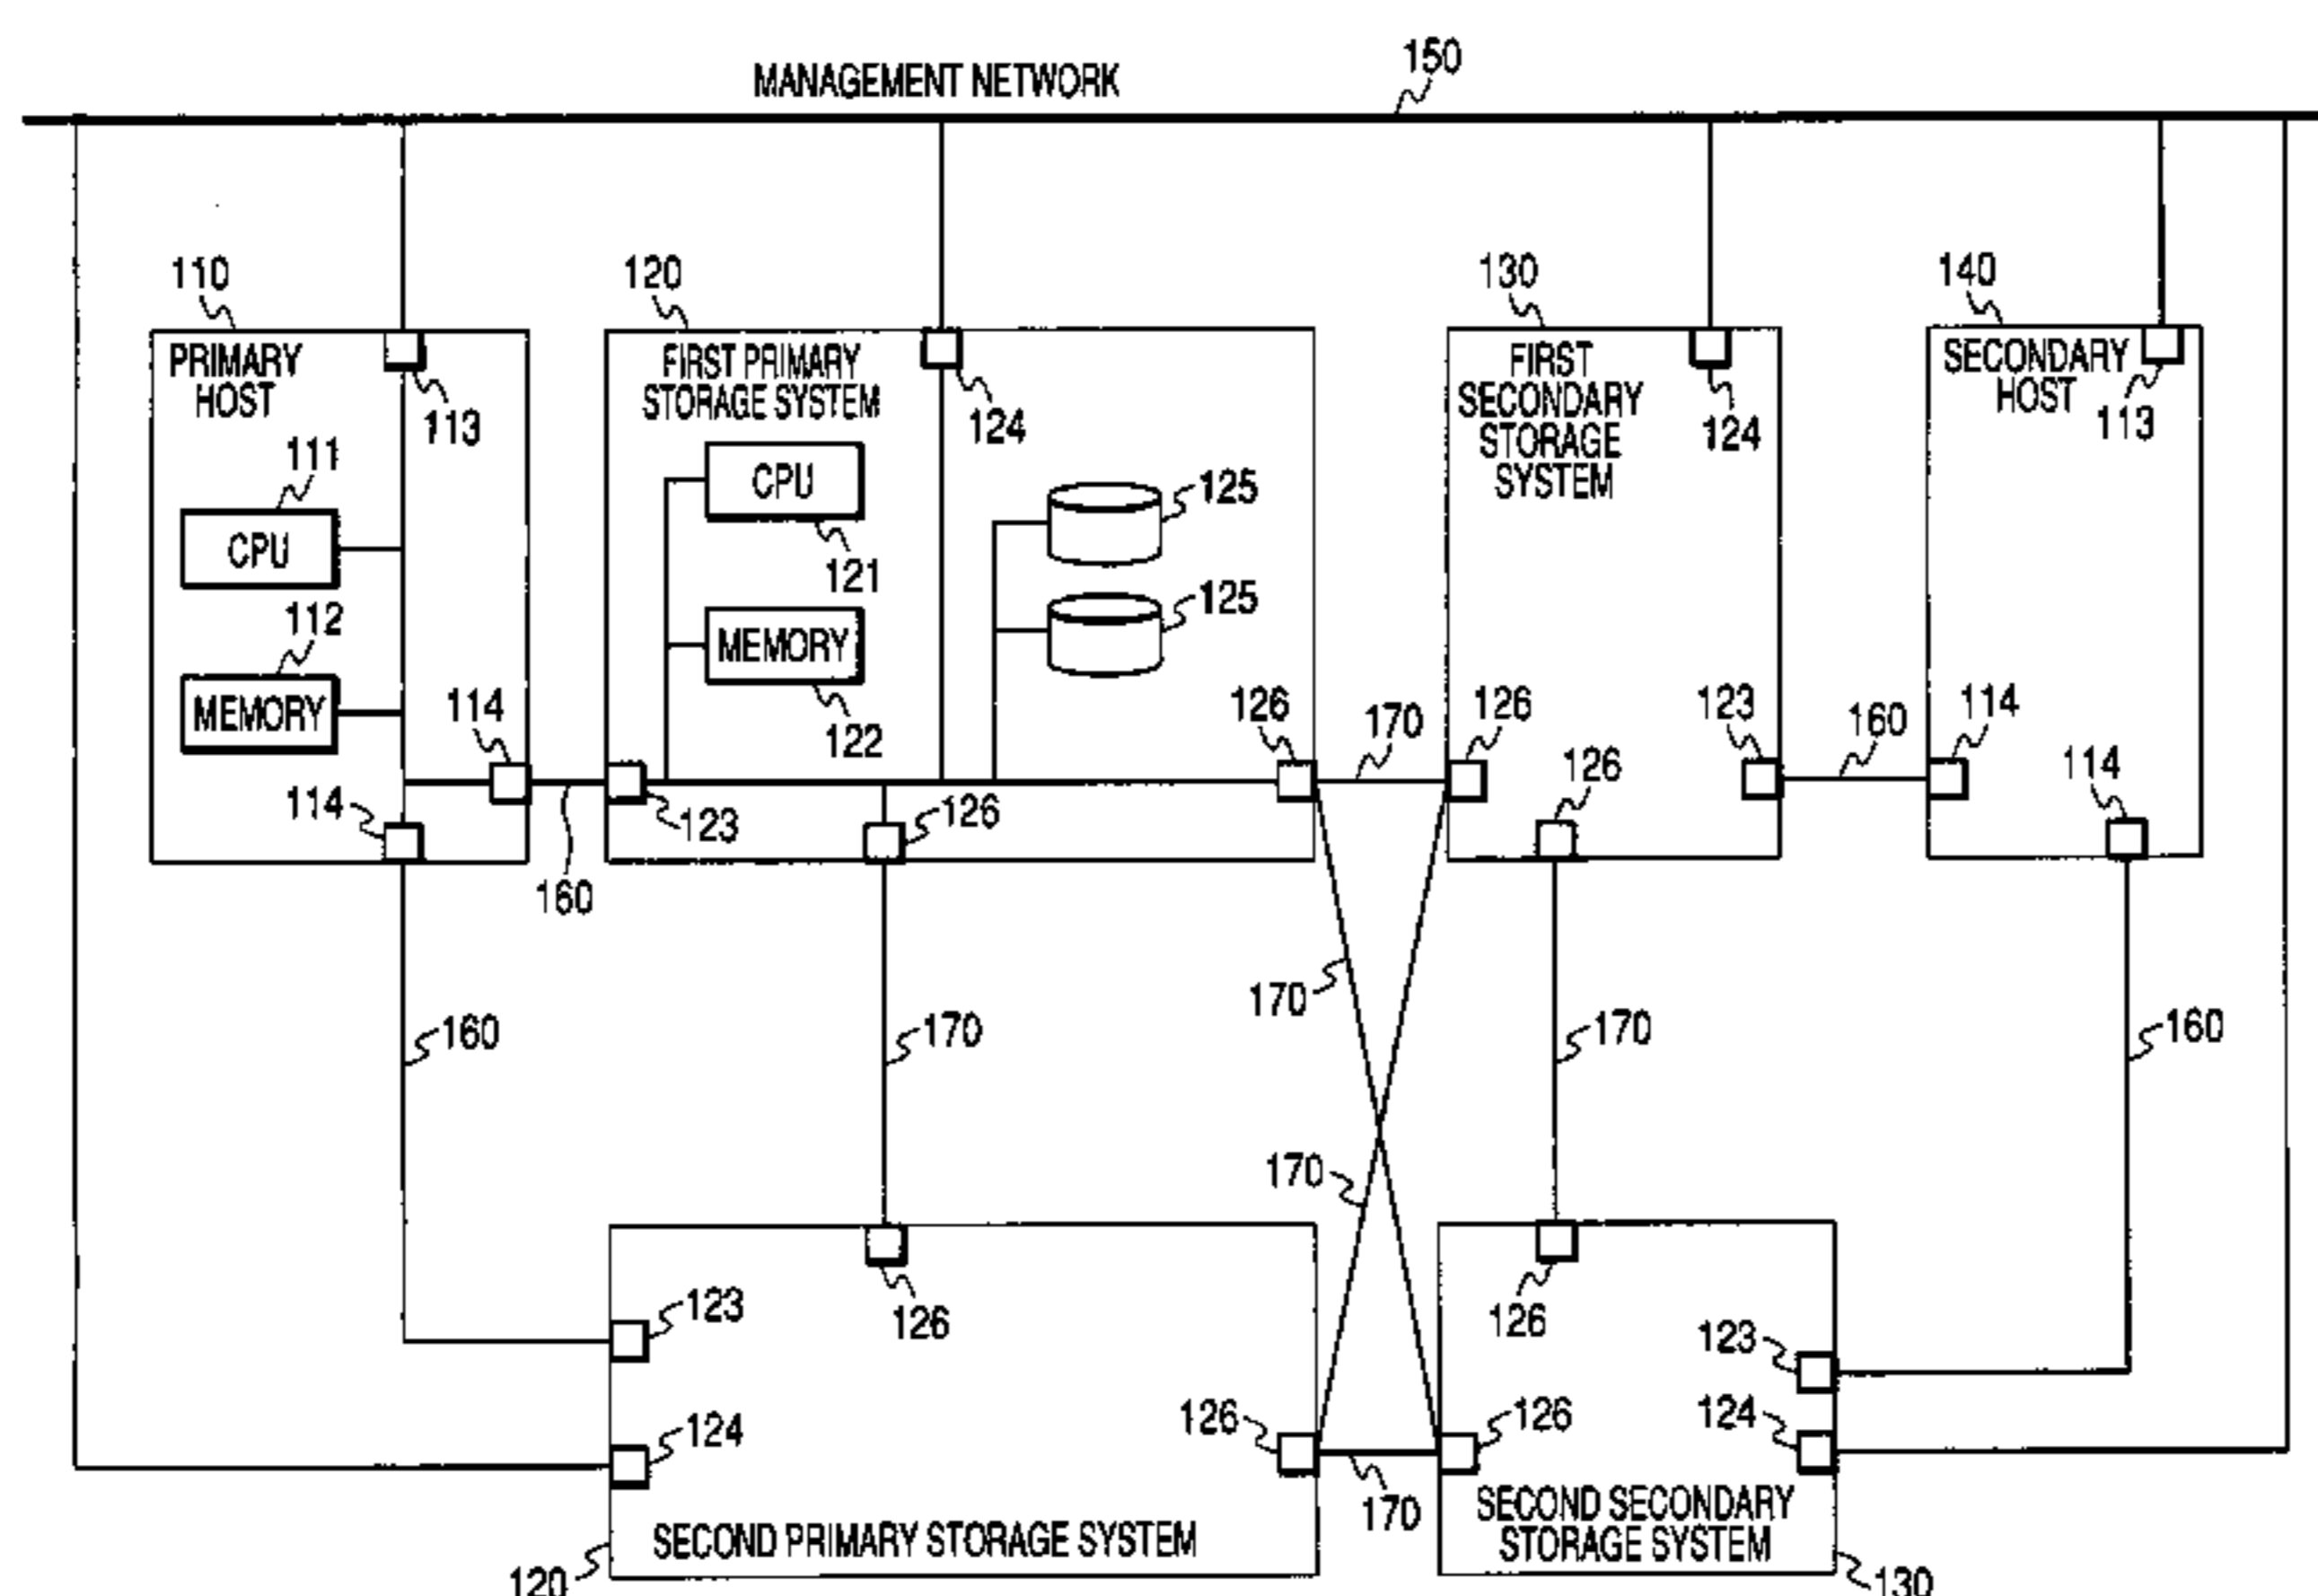 150
MANAGEMENT NETWORK
110
120
130
140
PRIMARY
HOST
113
FIRST PRIMARY
STORAGE SYSTEM
124
FIRST
SECONDARY
STORAGE
SYSTEM
124
SECONDARY
HOST
113
111
CPU
112
MEMORY
114
114
CPU
121
MEMORY
122
125
125
126
123
126
160
170
126
126
123
160
114
114
160
170
170
170
170
160
126
123
124
126
170
126
126
123
124
SECOND PRIMARY STORAGE SYSTEM
120
SECOND SECONDARY
STORAGE SYSTEM
130